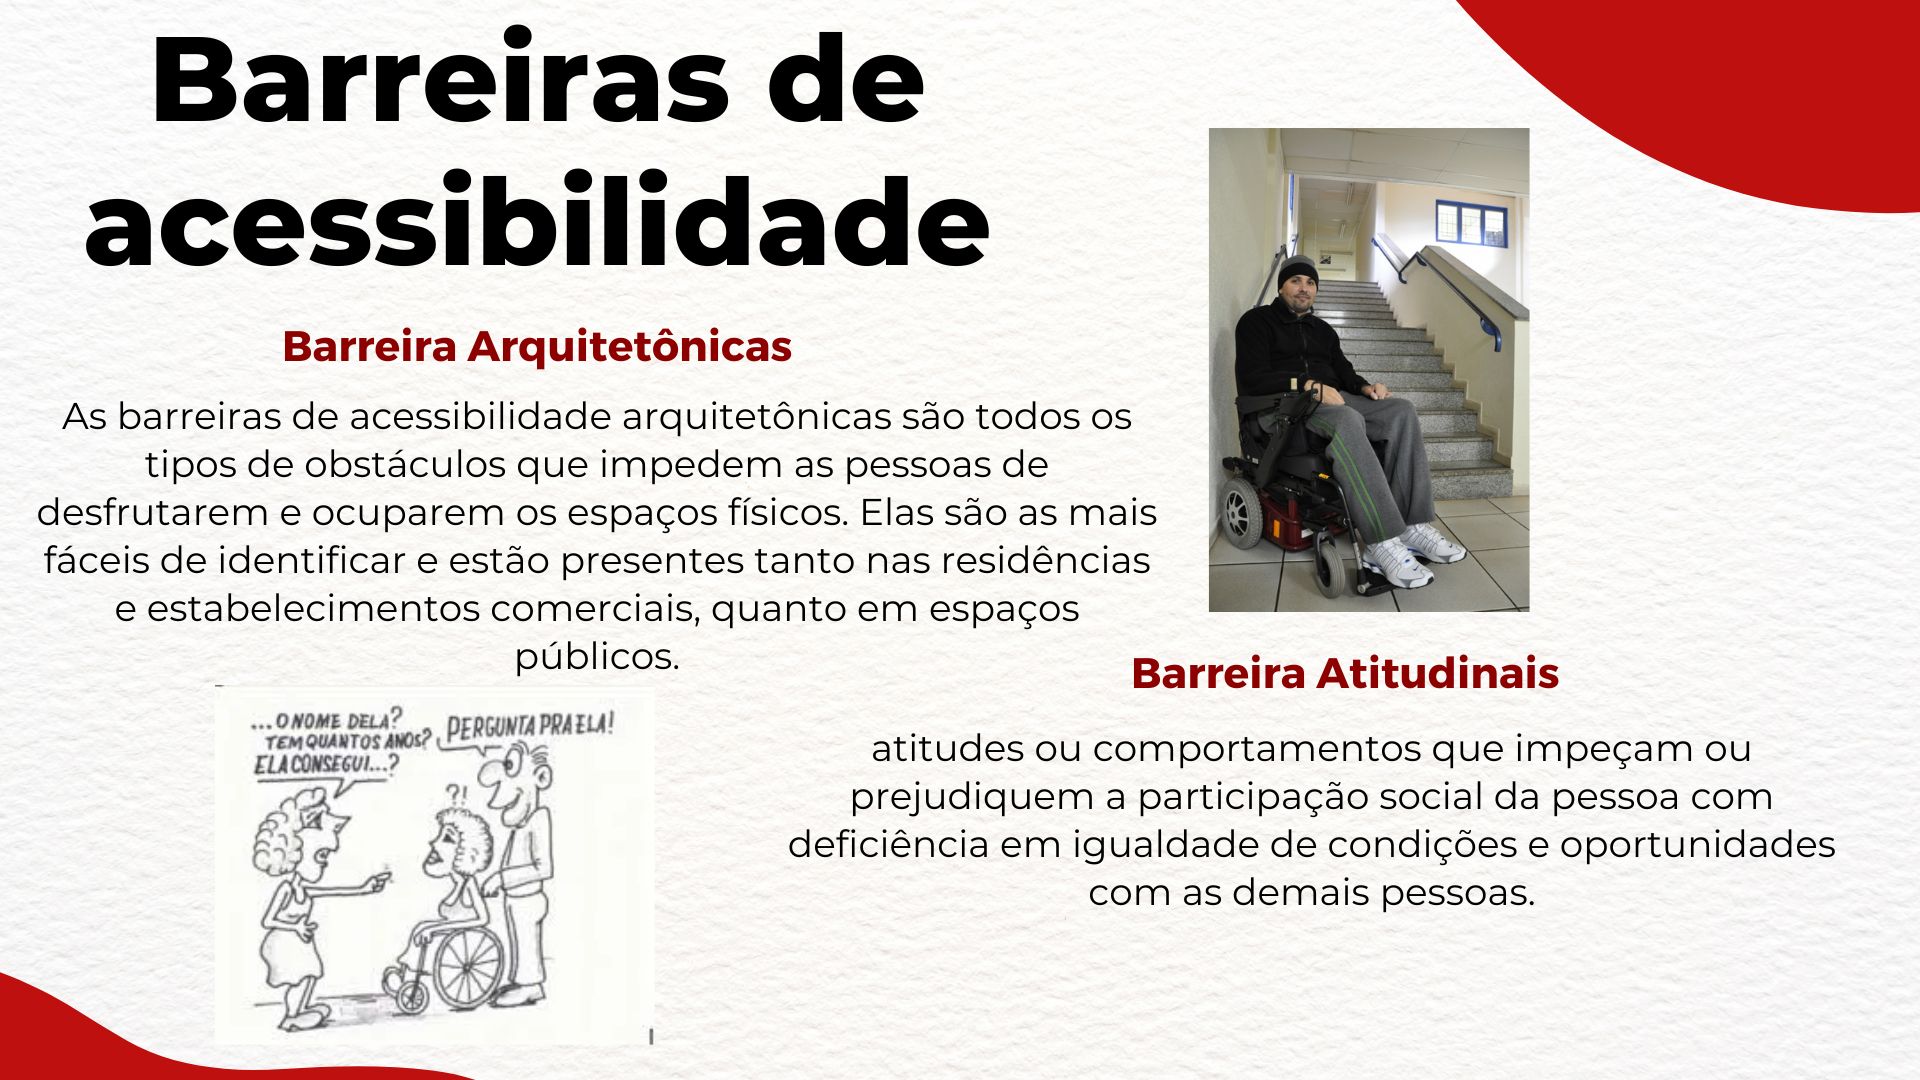 Barreiras de
acessibilidade
Barreira Arquitetônicas
As barreiras de acessibilidade arquitetônicas são todos os
tipos de obstáculos que impedem as pessoas de
desfrutarem e ocuparem os espaços físicos. Elas são as mais
fáceis de identificar e estão presentes tanto nas residências
e estabelecimentos comerciais, quanto em espaços
públicos.
...O NOME DELA?
TEM QUANTOS ANOS?
ELA CONSEGUI...?
PERGUNTA PRA ELA!
?!
Barreira Atitudinais
atitudes ou comportamentos que impeçam ou
prejudiquem a participação social da pessoa com
deficiência em igualdade de condições e oportunidades
com as demais pessoas.